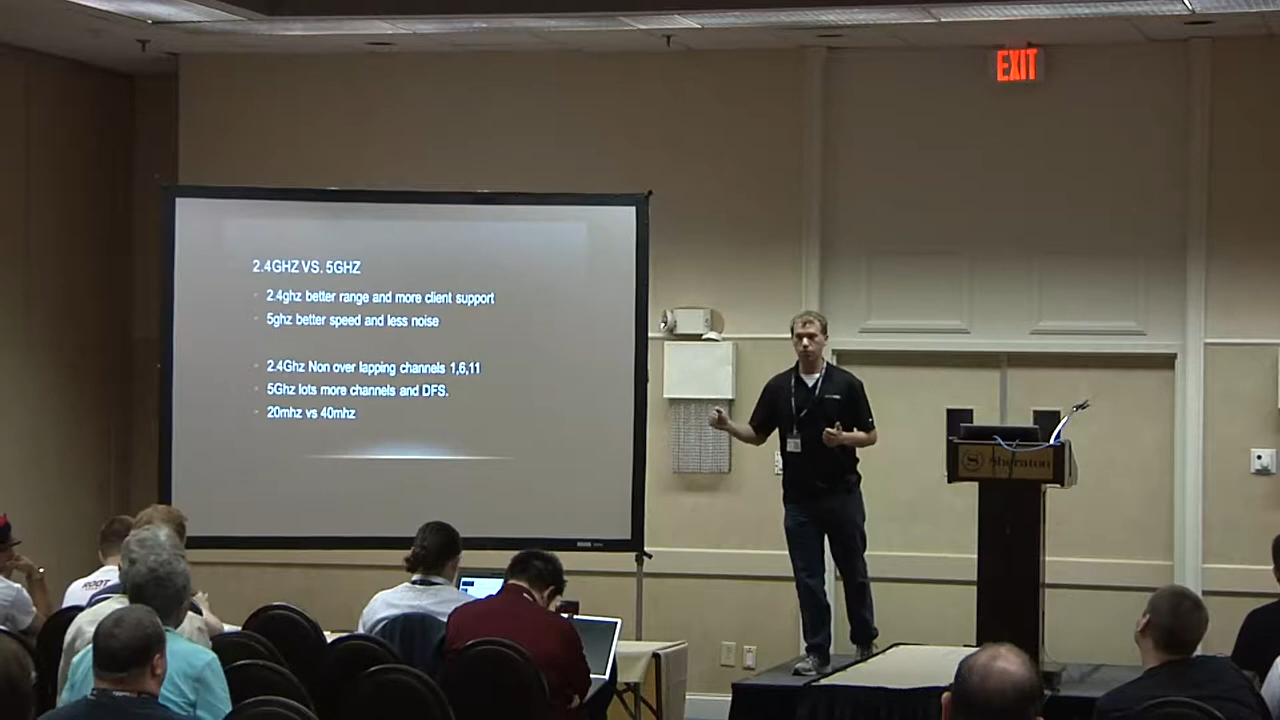 EXIT
2.4GHZ VS. 5GHZ
2.4ghz better range and more client support
5ghz better speed and less noise
2.4Ghz Non over lapping channels 1,6,11
5Ghz lots more channels and DFS.
20mhz vs 40mhz
S Sheraton
ROOT